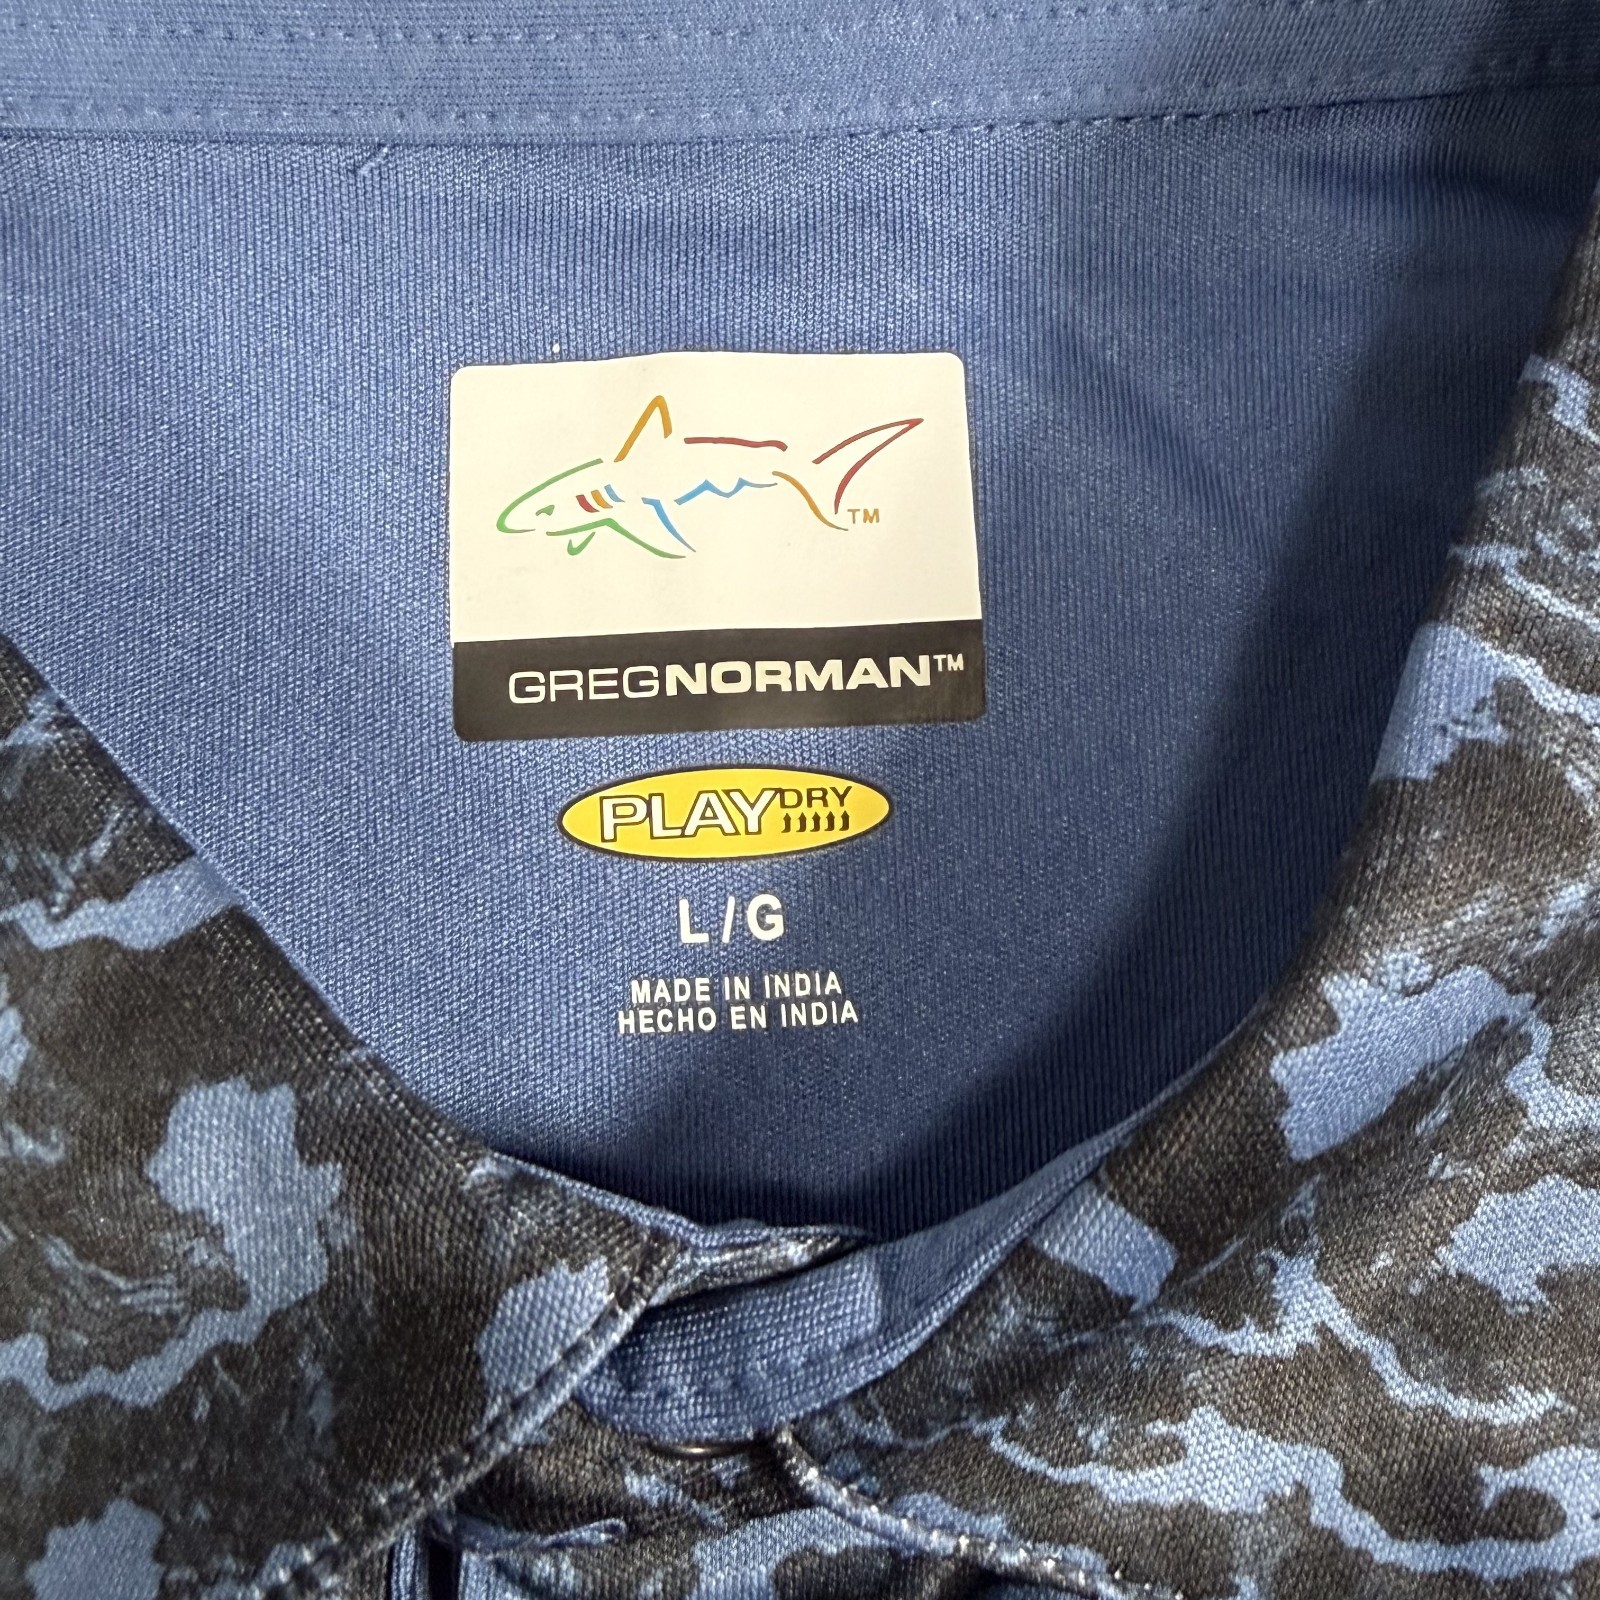 TM
GREGNORMAN™
PLAYDRY
L/G
MADE IN INDIA
HECHO EN INDIA